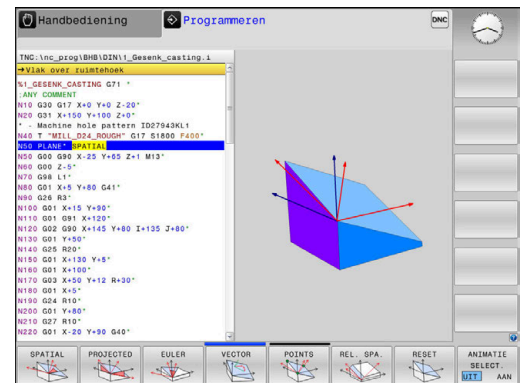 Handbediening
Programmeren
DNC
TNC:\nc_prog\BHB\DIN\1_Gesenk_casting.i
→Vlak over ruimtehoek
%1_GESENK_CASTING G71 *
;ANY COMMENT
N10 G30 G17 X+0 Y+0 Z-20*
N20 G31 X+150 Y+100 Z+0*
* - Machine hole pattern ID27943KL1
N40 T "MILL_D24_ROUGH" G17 S1800 F400*
N50 PLANE* SPATIAL
N50 G00 G90 X-25 Y+65 Z+1 M13*
N60 G00 Z-5*
N70 G98 L1*
N80 G01 X+5 Y+80 G41*
N90 G26 R3*
N100 G01 X+15 Y+90*
N110 G01 G91 X+120*
N120 G02 G90 X+145 Y+80 I+135 J+80*
N130 G01 Y+50*
N140 G25 R20*
N150 G01 X+130 Y+5*
N160 G01 X+100*
N170 G03 X+50 Y+12 R+30*
N180 G01 X+5*
N190 G24 R10*
N200 G01 Y+80*
N210 G27 R10*
N220 G01 X-20 Y+90 G40*
SPATIAL
PROJECTED
EULER
VECTOR
POINTS
REL. SPA.
RESET
ANIMATIE
SELECT.
UIT AAN